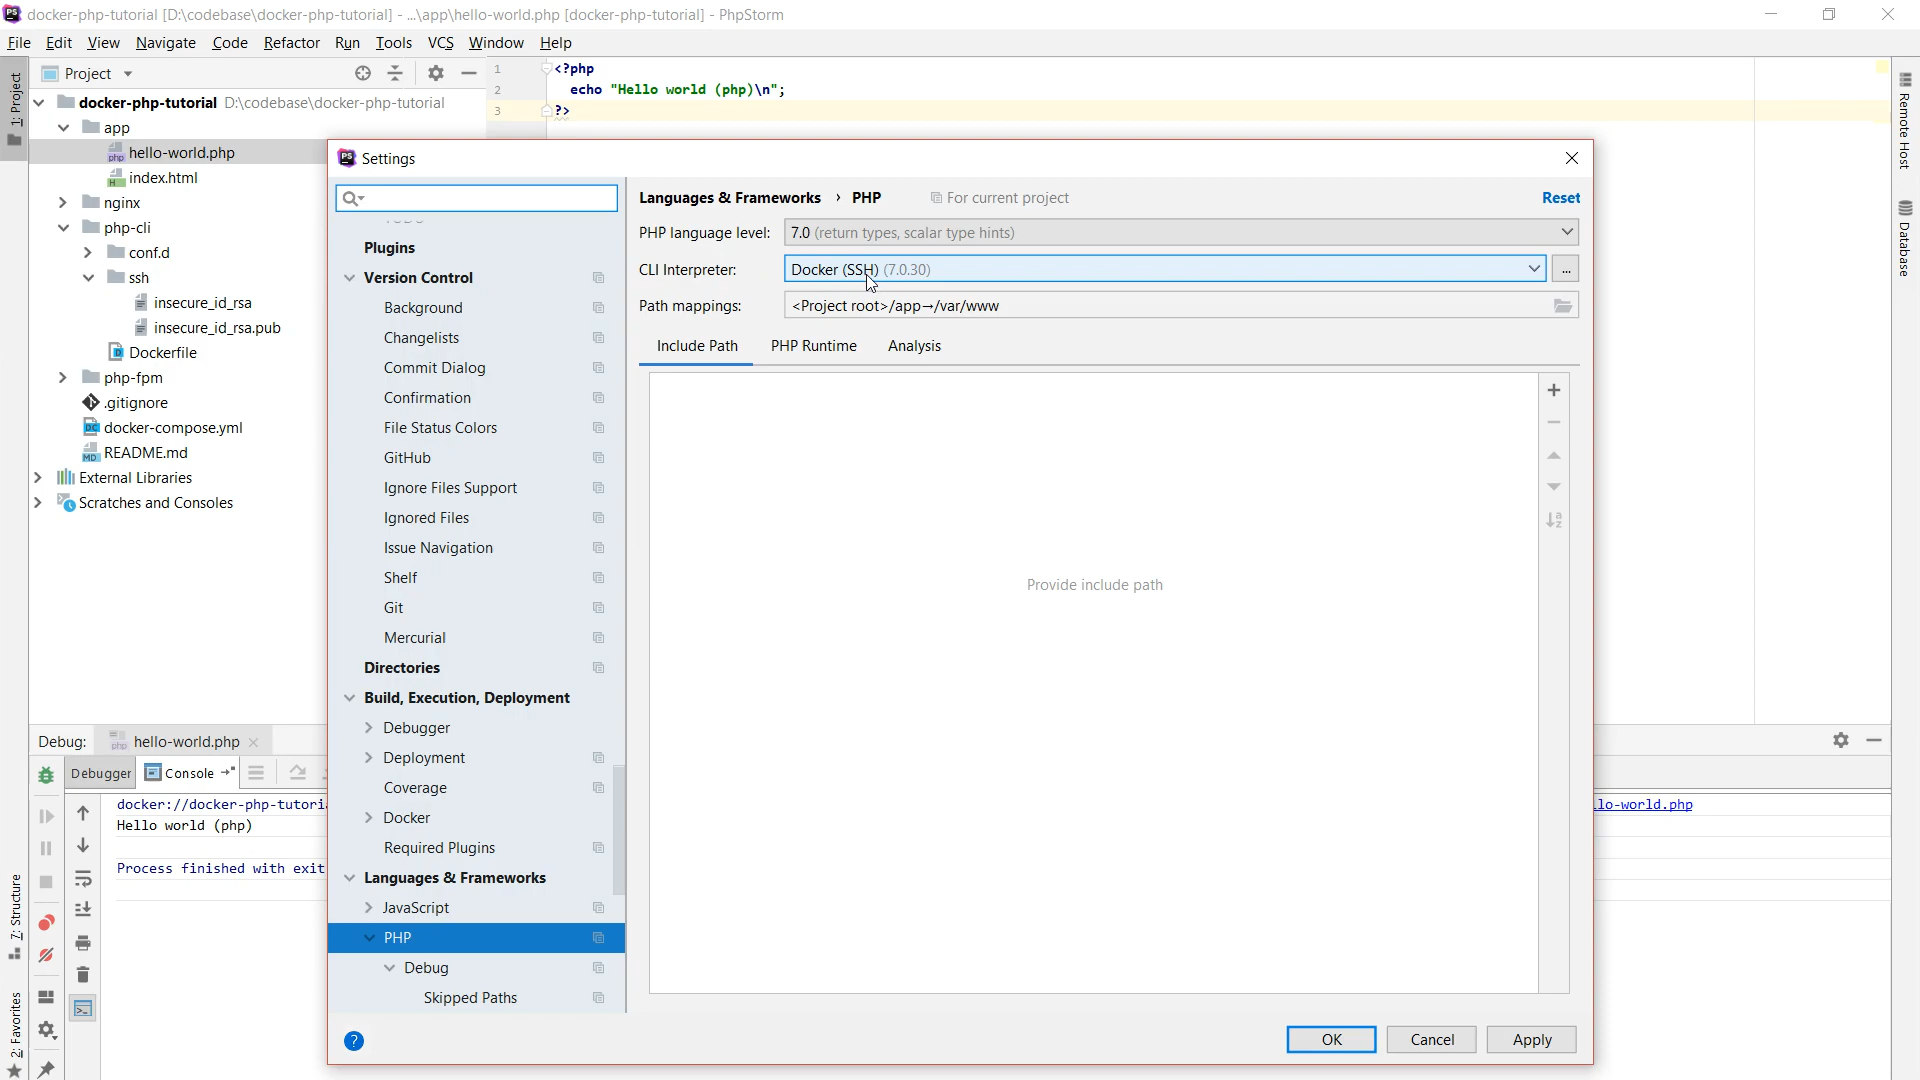 docker-php-tutorial [D:\codebase\docker-php-tutorial] - ...\app\hello-world.php [docker-php-tutorial] - PhpStorm
File Edit View Navigate Code Refactor Run Tools VCS Window Help
1: Project
Project
docker-php-tutorial D:\codebase\docker-php-tutorial
app
hello-world.php
index.html
nginx
php-cli
conf.d
ssh
insecure_id_rsa
insecure_id_rsa.pub
Dockerfile
php-fpm
.gitignore
docker-compose.yml
README.md
External Libraries
Scratches and Consoles
1 <?php
2 echo "Hello world (php)\n";
3 ?>
Remote Host
Database
Settings
Plugins
Version Control
Background
Changelists
Commit Dialog
Confirmation
File Status Colors
GitHub
Ignore Files Support
Ignored Files
Issue Navigation
Shelf
Git
Mercurial
Directories
Build, Execution, Deployment
Debugger
Deployment
Coverage
Docker
Required Plugins
Languages & Frameworks
JavaScript
PHP
Debug
Skipped Paths
Languages & Frameworks › PHP For current project Reset
PHP language level: 7.0 (return types, scalar type hints)
CLI Interpreter: Docker (SSH) (7.0.30) ...
Path mappings: <Project root>/app→/var/www
Include Path PHP Runtime Analysis
Provide include path
? OK Cancel Apply
Debug: hello-world.php
Debugger Console
docker://docker-php-tutoria lo-world.php
Hello world (php)
Process finished with exit
7: Structure
2: Favorites